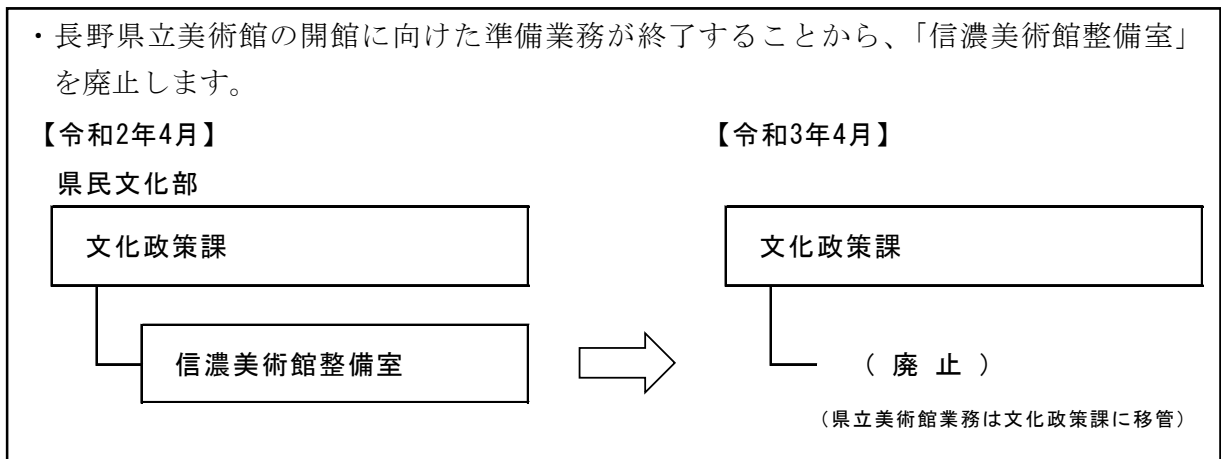 ・長野県立美術館の開館に向けた準備業務が終了することから、「信濃美術館整備室」
を廃止します。
【令和2年4月】
【令和3年4月】
県民文化部
文化政策課
文化政策課
信濃美術館整備室
（ 廃 止 ）
（県立美術館業務は文化政策課に移管）